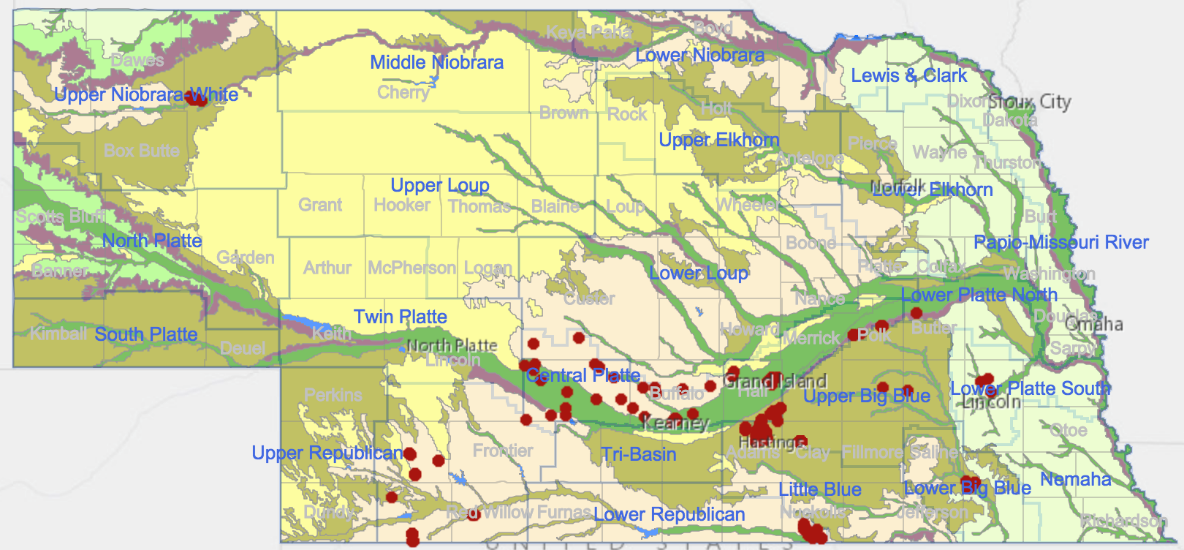 Keya Paha
Boyd
Lower Niobrara
Dawes
Middle Niobrara
Lewis & Clark
Upper Niobrara-White
Cherry
Dixon
Sioux City
Brown
Rock
Holt
Dakota
Upper Elkhorn
Pierce
Box Butte
Antelope
Wayne
Thurston
Upper Loup
Norfolk
Lower Elkhorn
Grant
Hooker
Thomas
Blaine
Loup
Wheeler
Scotts Bluff
Burt
North Platte
Boone
Papio-Missouri River
Garden
Banner
Arthur
McPherson
Logan
Lower Loup
Platte
Colfax
Washington
Custer
Nance
Lower Platte North
Twin Platte
Douglas
Omaha
Kimball
South Platte
Keith
Howard
Merrick
Polk
Butler
Deuel
North Platte
Lincoln
Sarpy
Central Platte
Grand Island
Perkins
Buffalo
Hall
Upper Big Blue
Lower Platte South
Lincoln
Kearney
Otoe
Hastings
Upper Republican
Frontier
Tri-Basin
Adams
Clay
Fillmore
Saline
Little Blue
Lower Big Blue
Nemaha
Dundy
Red Willow
Furnas
Lower Republican
Nuckolls
Jefferson
Richardson
UNITED STATES